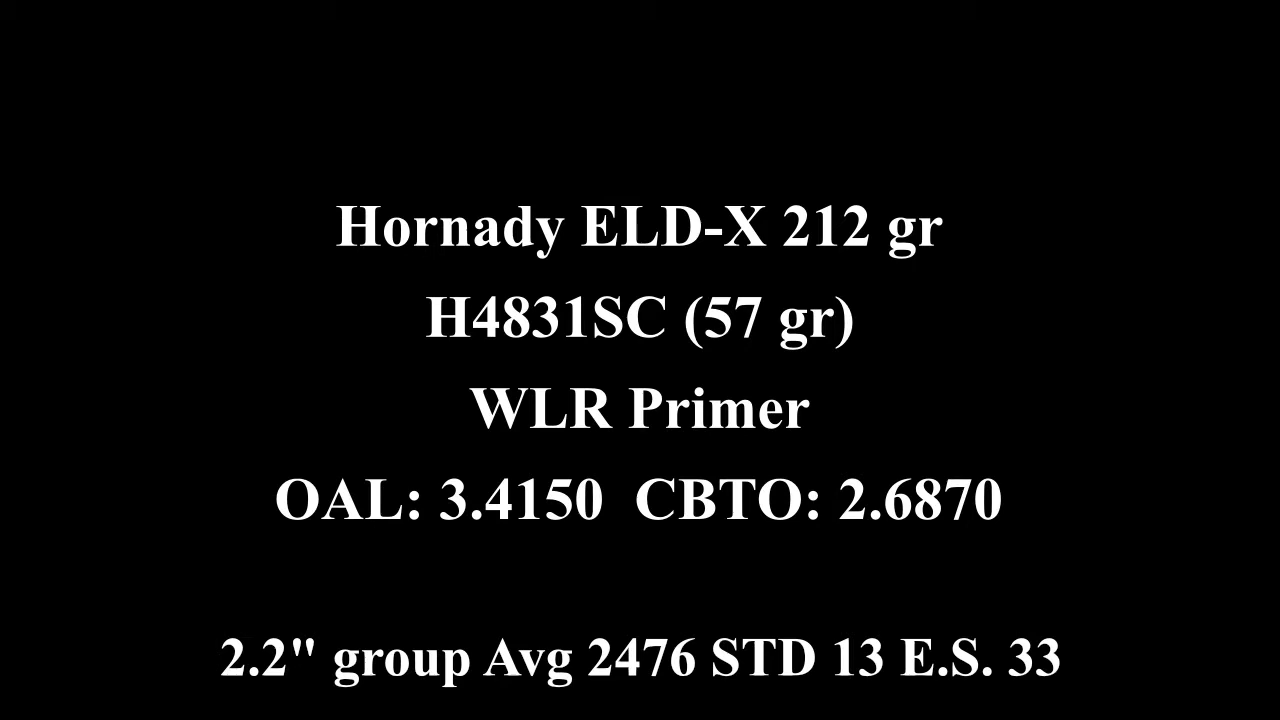 Hornady ELD-X 212 gr
H4831SC (57 gr)
WLR Primer
OAL: 3.4150  CBTO: 2.6870
2.2" group Avg 2476 STD 13 E.S. 33